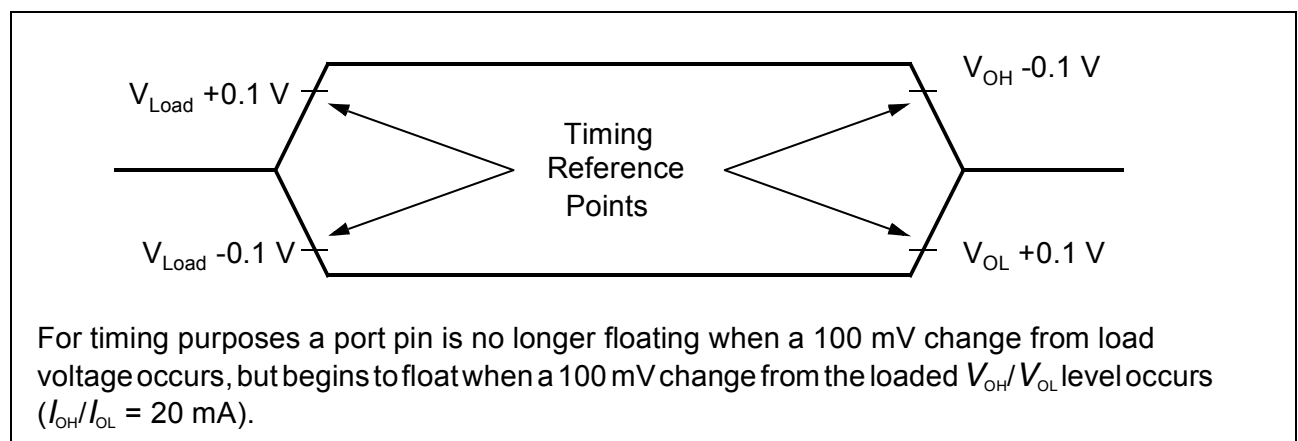 V_Load +0.1 V
V_OH -0.1 V
Timing
Reference
Points
V_Load -0.1 V
V_OL +0.1 V
For timing purposes a port pin is no longer floating when a 100 mV change from load
voltage occurs, but begins to float when a 100 mV change from the loaded V_OH/V_OL level occurs
(I_OH/I_OL = 20 mA).